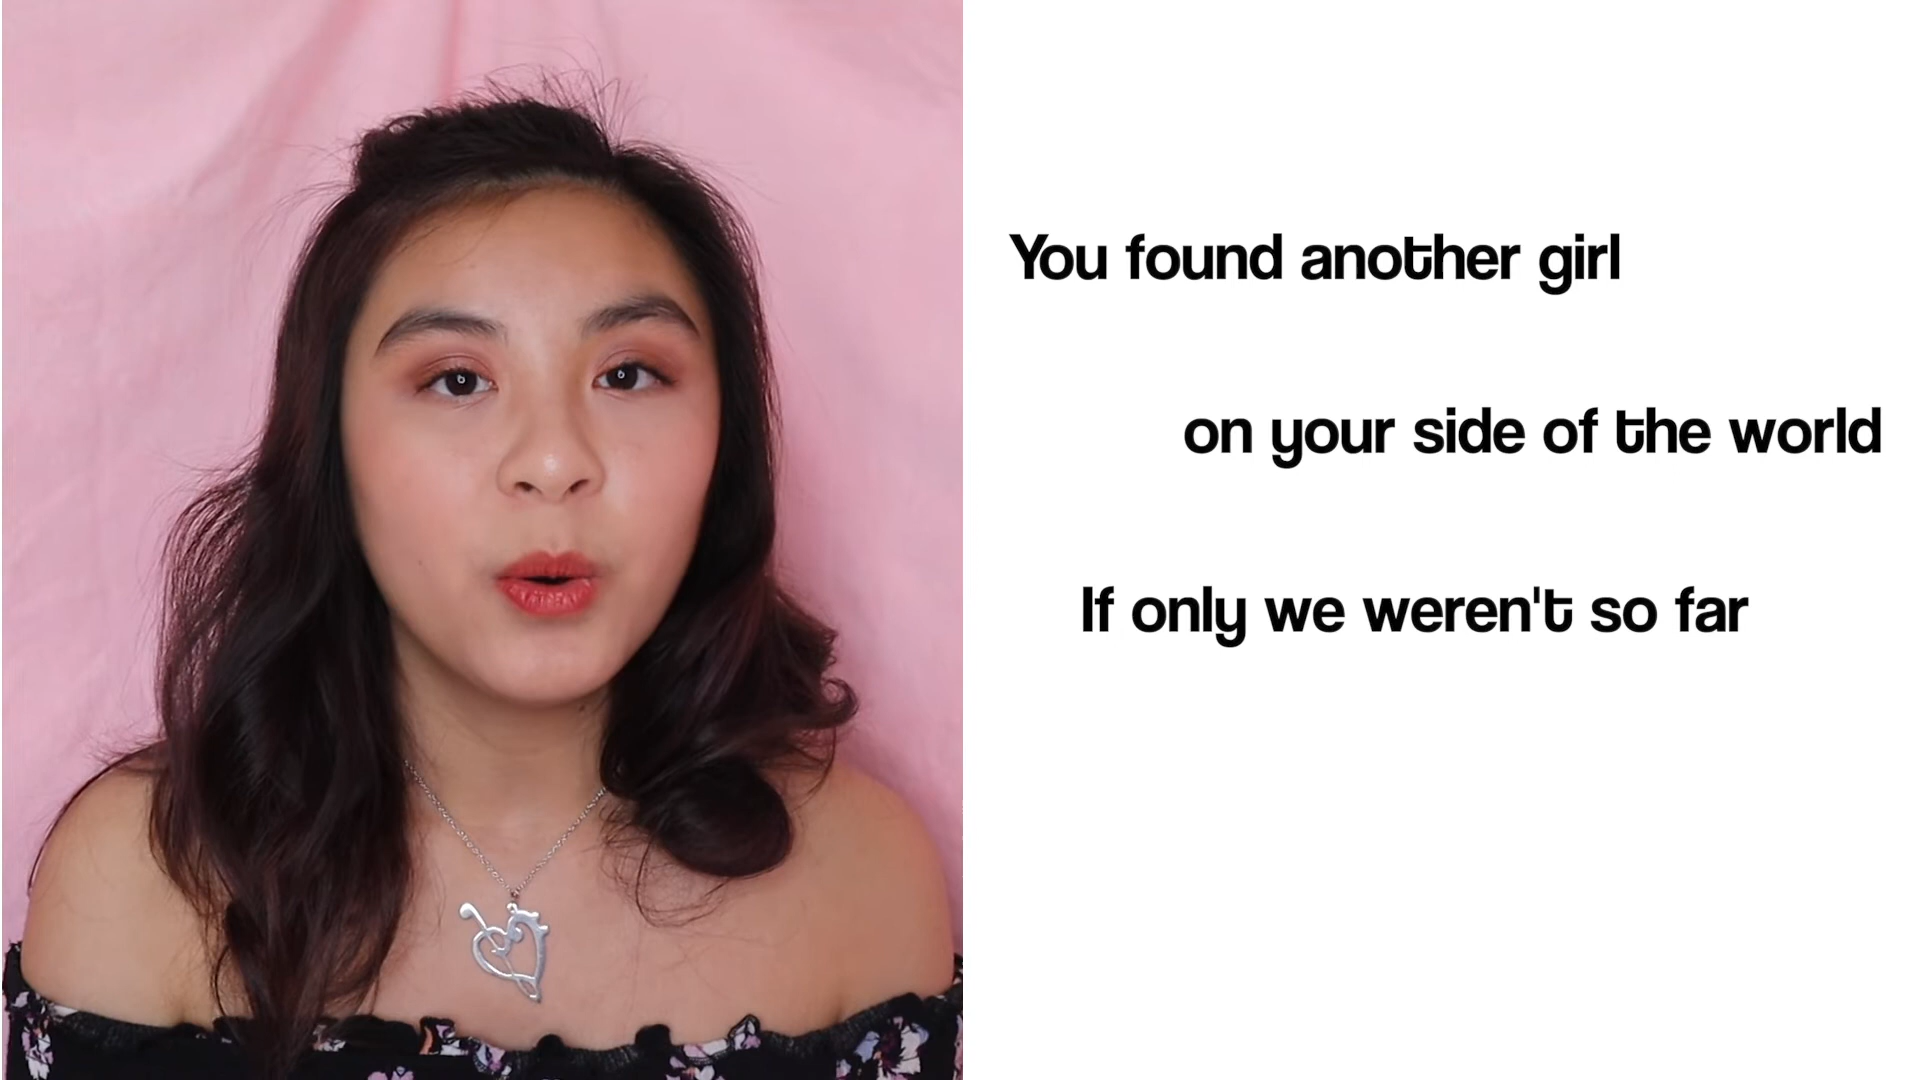 You found another girl
on your side of the world
If only we weren't so far